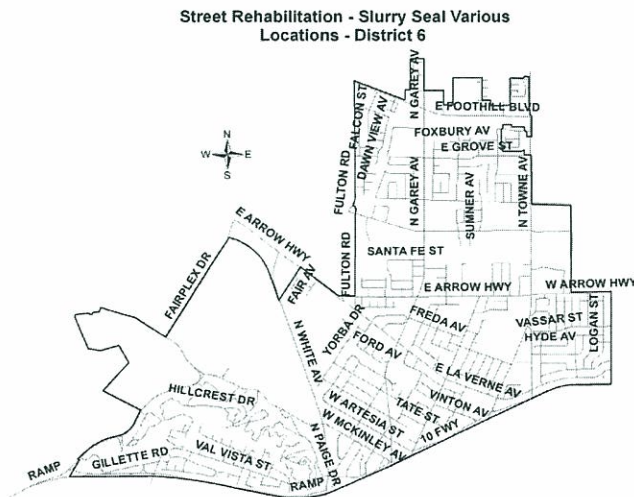 Street Rehabilitation - Slurry Seal Various
Locations - District 6
N
W E
S
N GAREY AV
E FOOTHILL BLVD
FALCON ST
DAWN VIEW AV
FOXBURY AV
E GROVE ST
FULTON RD
N GAREY AV
SUMNER AV
N TOWNE AV
E ARROW HWY
FULTON RD
SANTA FE ST
FAIRPLEX DR
FAIR AV
E ARROW HWY
W ARROW HWY
N WHITE AV
YORBA DR
FREDA AV
VASSAR ST
LOGAN ST
HYDE AV
FORD AV
E LA VERNE AV
HILLCREST DR
VINTON AV
W ARTESIA ST
TATE ST
W MCKINLEY AV
10 FWY
VAL VISTA ST
N PAIGE DR
GILLETTE RD
RAMP
RAMP